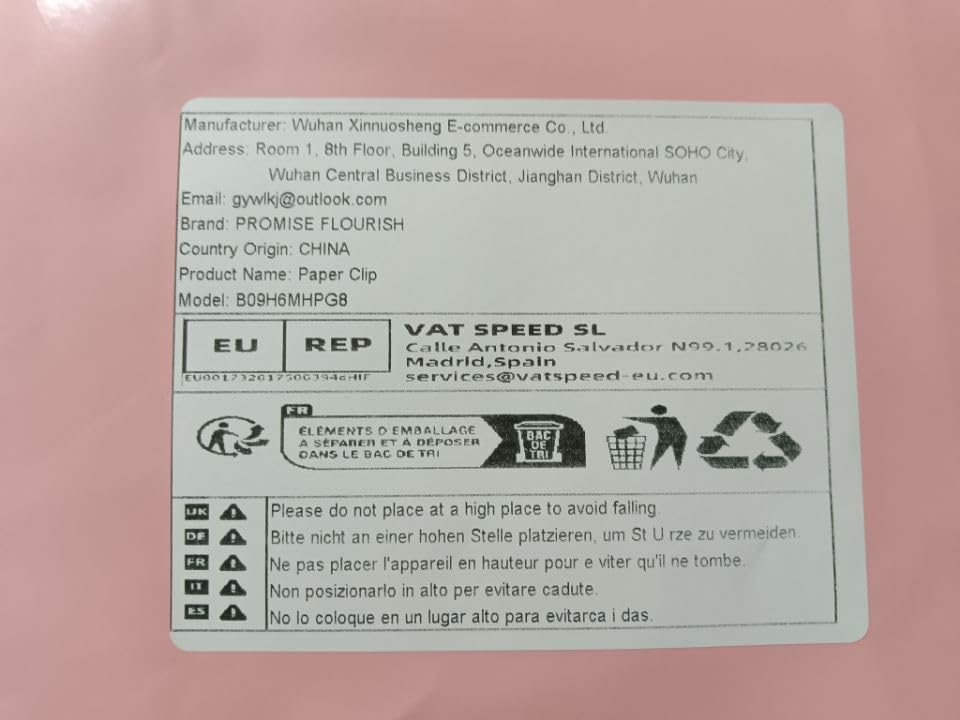 Manufacturer: Wuhan Xinnuosheng E-commerce Co., Ltd.
Address: Room 1, 8th Floor, Building 5, Oceanwide International SOHO City,
Wuhan Central Business District, Jianghan District, Wuhan
Email: gywlkj@outlook.com
Brand: PROMISE FLOURISH
Country Origin: CHINA
Product Name: Paper Clip
Model: B09H6MHPG8
EU REP
VAT SPEED SL
Calle Antonio Salvador N99.1,28026
Madrid,Spain
services@vatspeed-eu.com
FR
ÉLÉMENTS D EMBALLAGE
À SÉPARER ET À DÉPOSER
DANS LE BAC DE TRI
BAC
DE
TRI
UK Please do not place at a high place to avoid falling.
DE Bitte nicht an einer hohen Stelle platzieren, um St U rze zu vermeiden.
FR Ne pas placer l'appareil en hauteur pour e viter qu'il ne tombe.
IT Non posizionarlo in alto per evitare cadute.
ES No lo coloque en un lugar alto para evitarca i das.